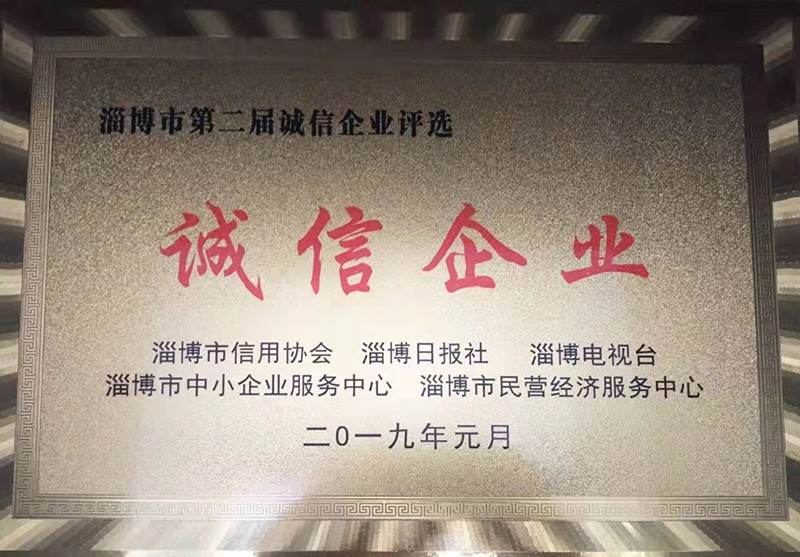 淄博市第二届诚信企业评选
诚信企业
淄博市信用协会 淄博日报社 淄博电视台
淄博市中小企业服务中心 淄博市民营经济服务中心
二0一九年元月